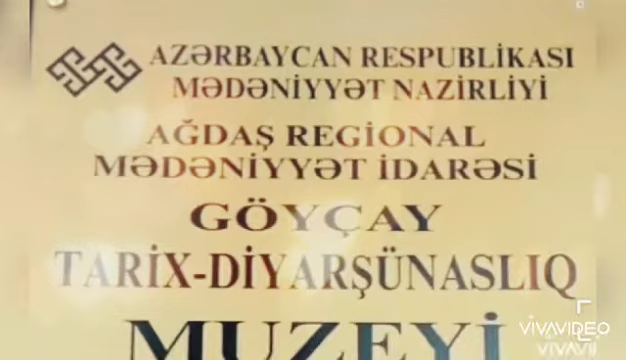 AZƏRBAYCAN RESPUBLİKASI
MƏDƏNİYYƏT NAZİRLİYİ
AĞDAŞ REGİONAL
MƏDƏNİYYƏT İDARƏSİ
GÖYÇAY
TARİX-DİYARŞÜNASLIQ
MUZEYİ
VIVAVIDEO